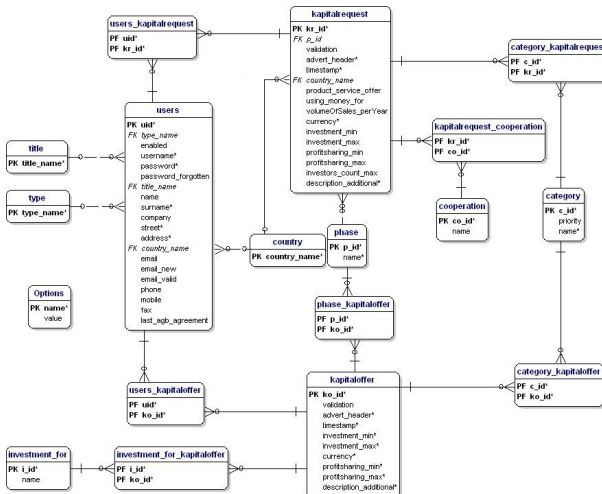 users_kapitalrequest
PF uid*
PF kr_id*
kapitalrequest
PK kr_id*
FK p_id
validation
advert_header*
timestamp*
FK country_name
product_service_offer
using_money_for
volumeOfSales_perYear
currency*
investment_min
investment_max
profitsharing_min
profitsharing_max
investors_count_max
description_additional*
category_kapitalrequest
PF c_id*
PF kr_id*
users
PK uid*
FK type_name
enabled
username*
password*
password_forgotten
FK title_name
name
surname*
company
street*
address*
FK country_name
email
email_new
email_valid
phone
mobile
fax
last_agb_agreement
title
PK title_name*
type
PK type_name*
kapitalrequest_cooperation
PF kr_id*
PF co_id*
cooperation
PK co_id*
name
category
PK c_id*
priority
name*
country
PK country_name*
phase
PK p_id*
name*
Options
PK name*
value
phase_kapitaloffer
PF p_id*
PF ko_id*
users_kapitaloffer
PF uid*
PF ko_id*
kapitaloffer
PK ko_id*
validation
advert_header*
timestamp*
investment_min*
investment_max*
currency*
profitsharing_min*
profitsharing_max*
description_additional*
category_kapitaloffer
PF c_id*
PF ko_id*
investment_for
PK i_id*
name
investment_for_kapitaloffer
PF i_id*
PF ko_id*